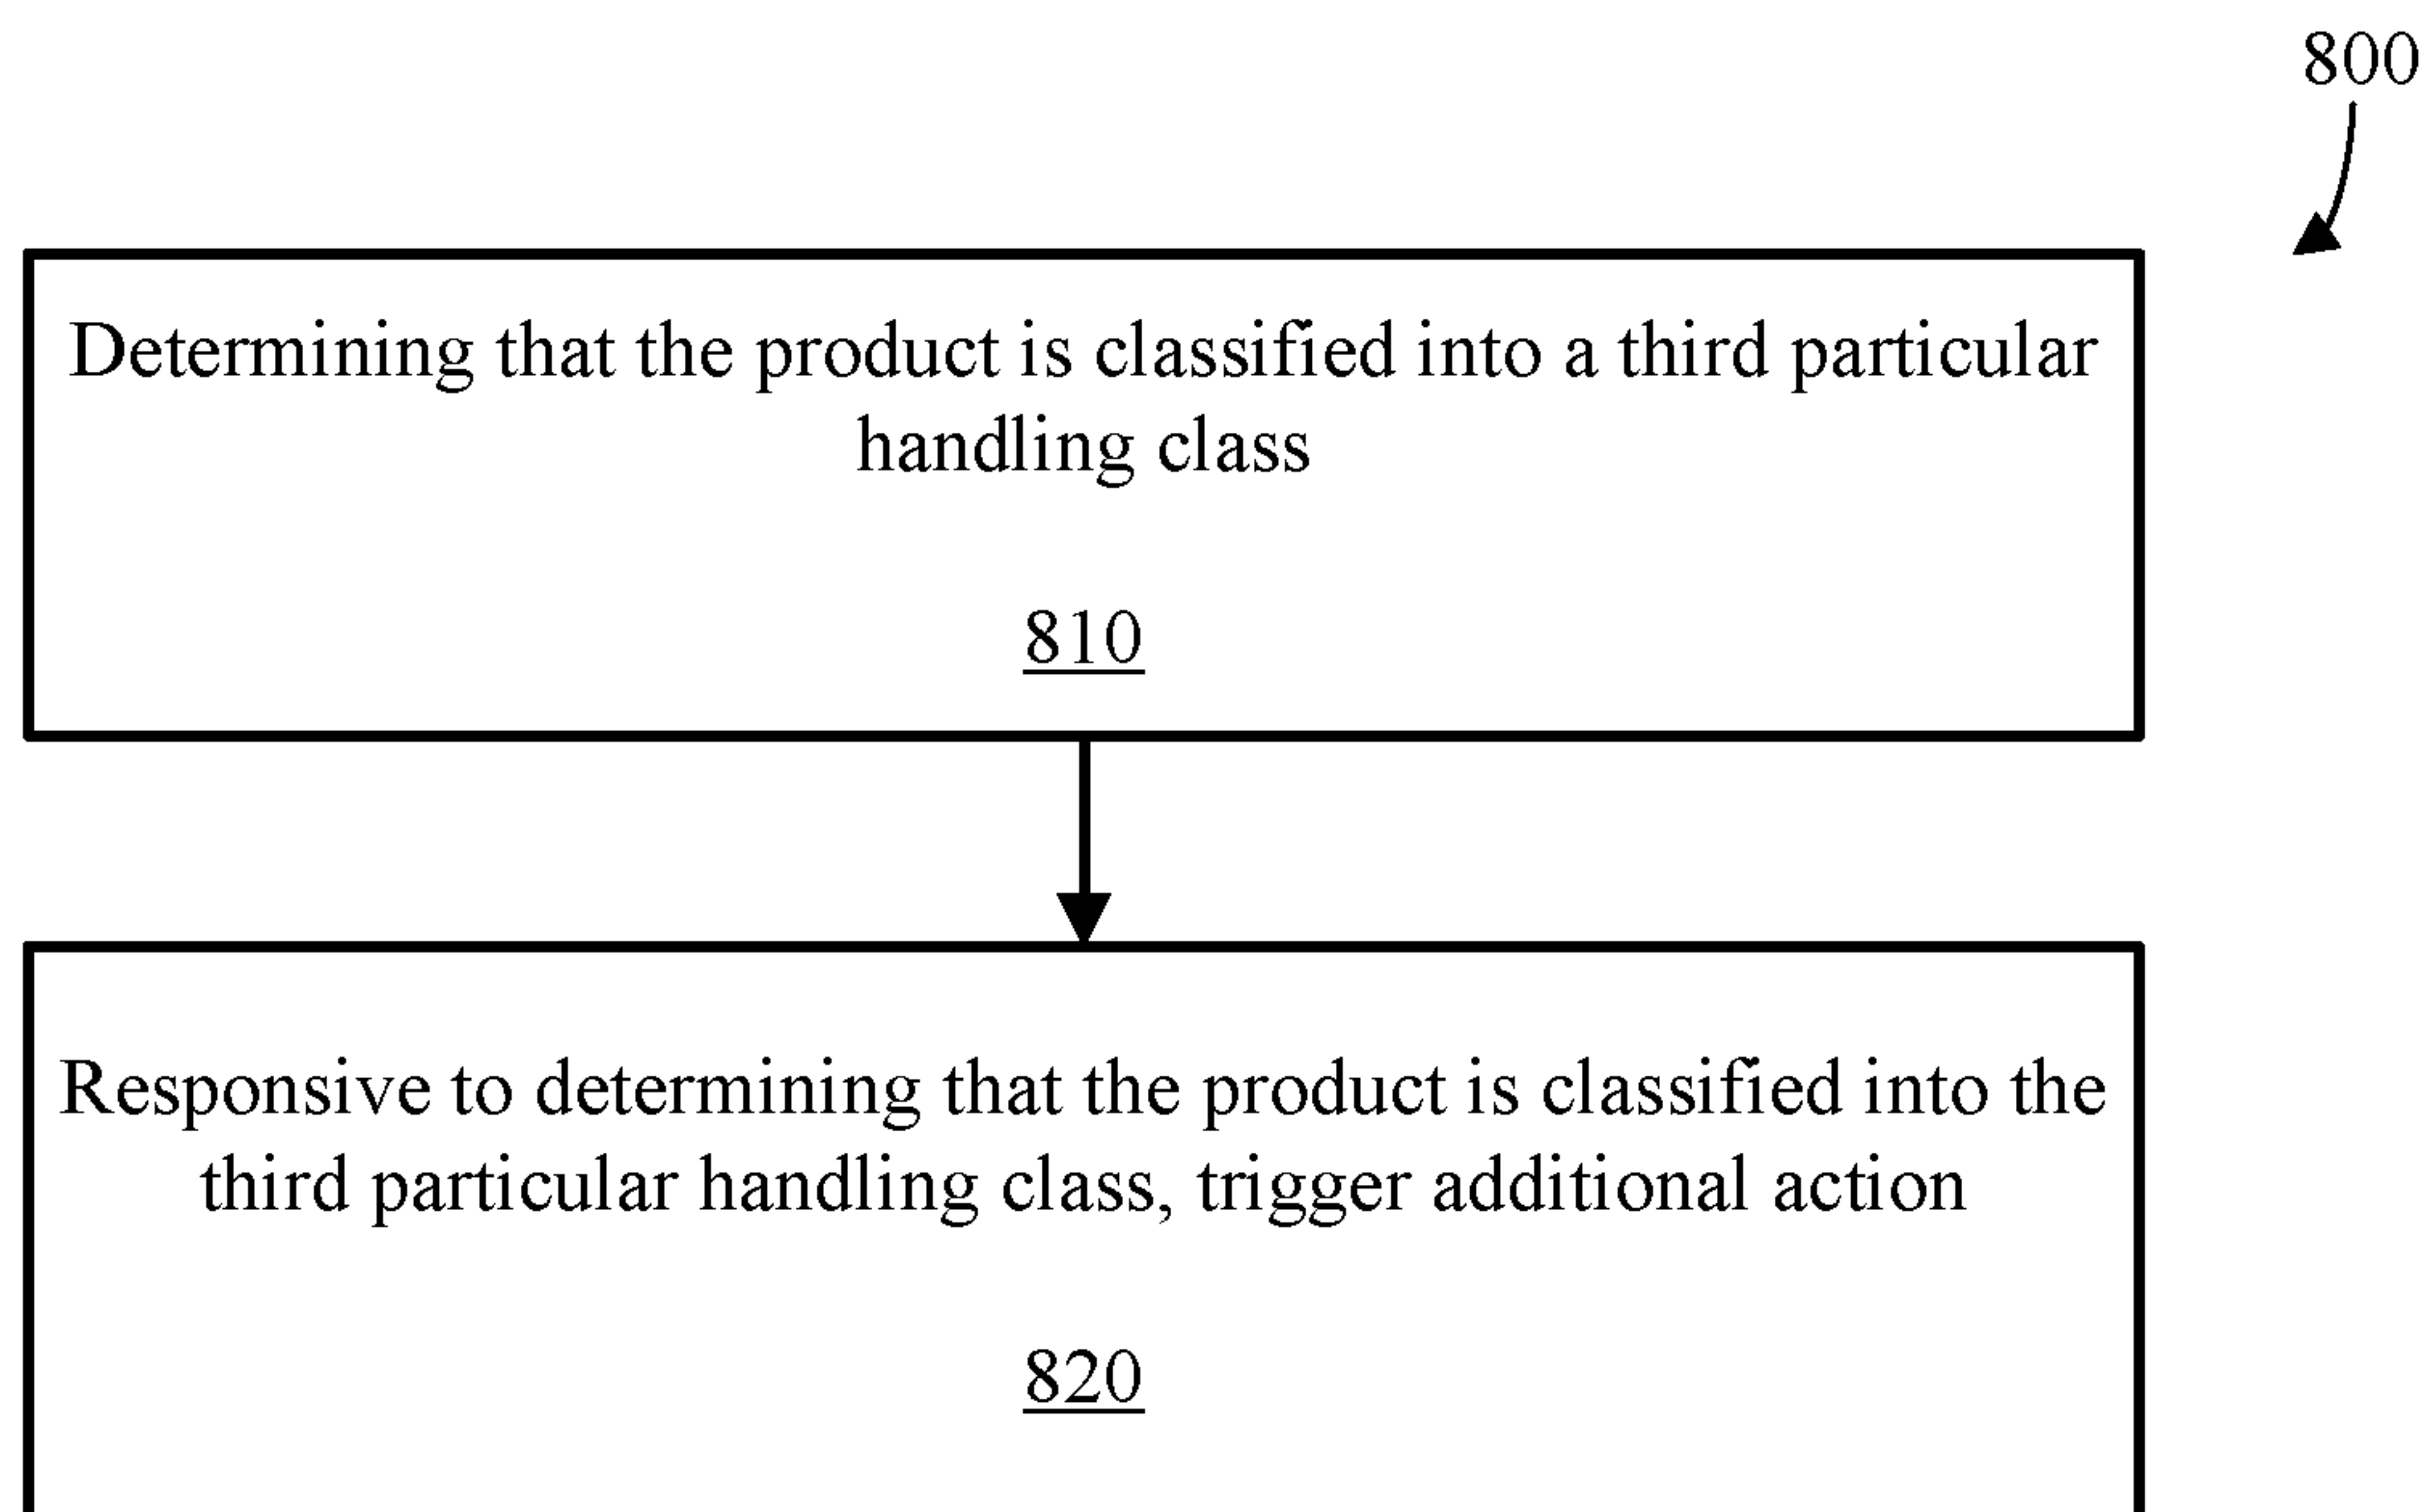 800
Determining that the product is classified into a third particular
handling class
810
Responsive to determining that the product is classified into the
third particular handling class, trigger additional action
820